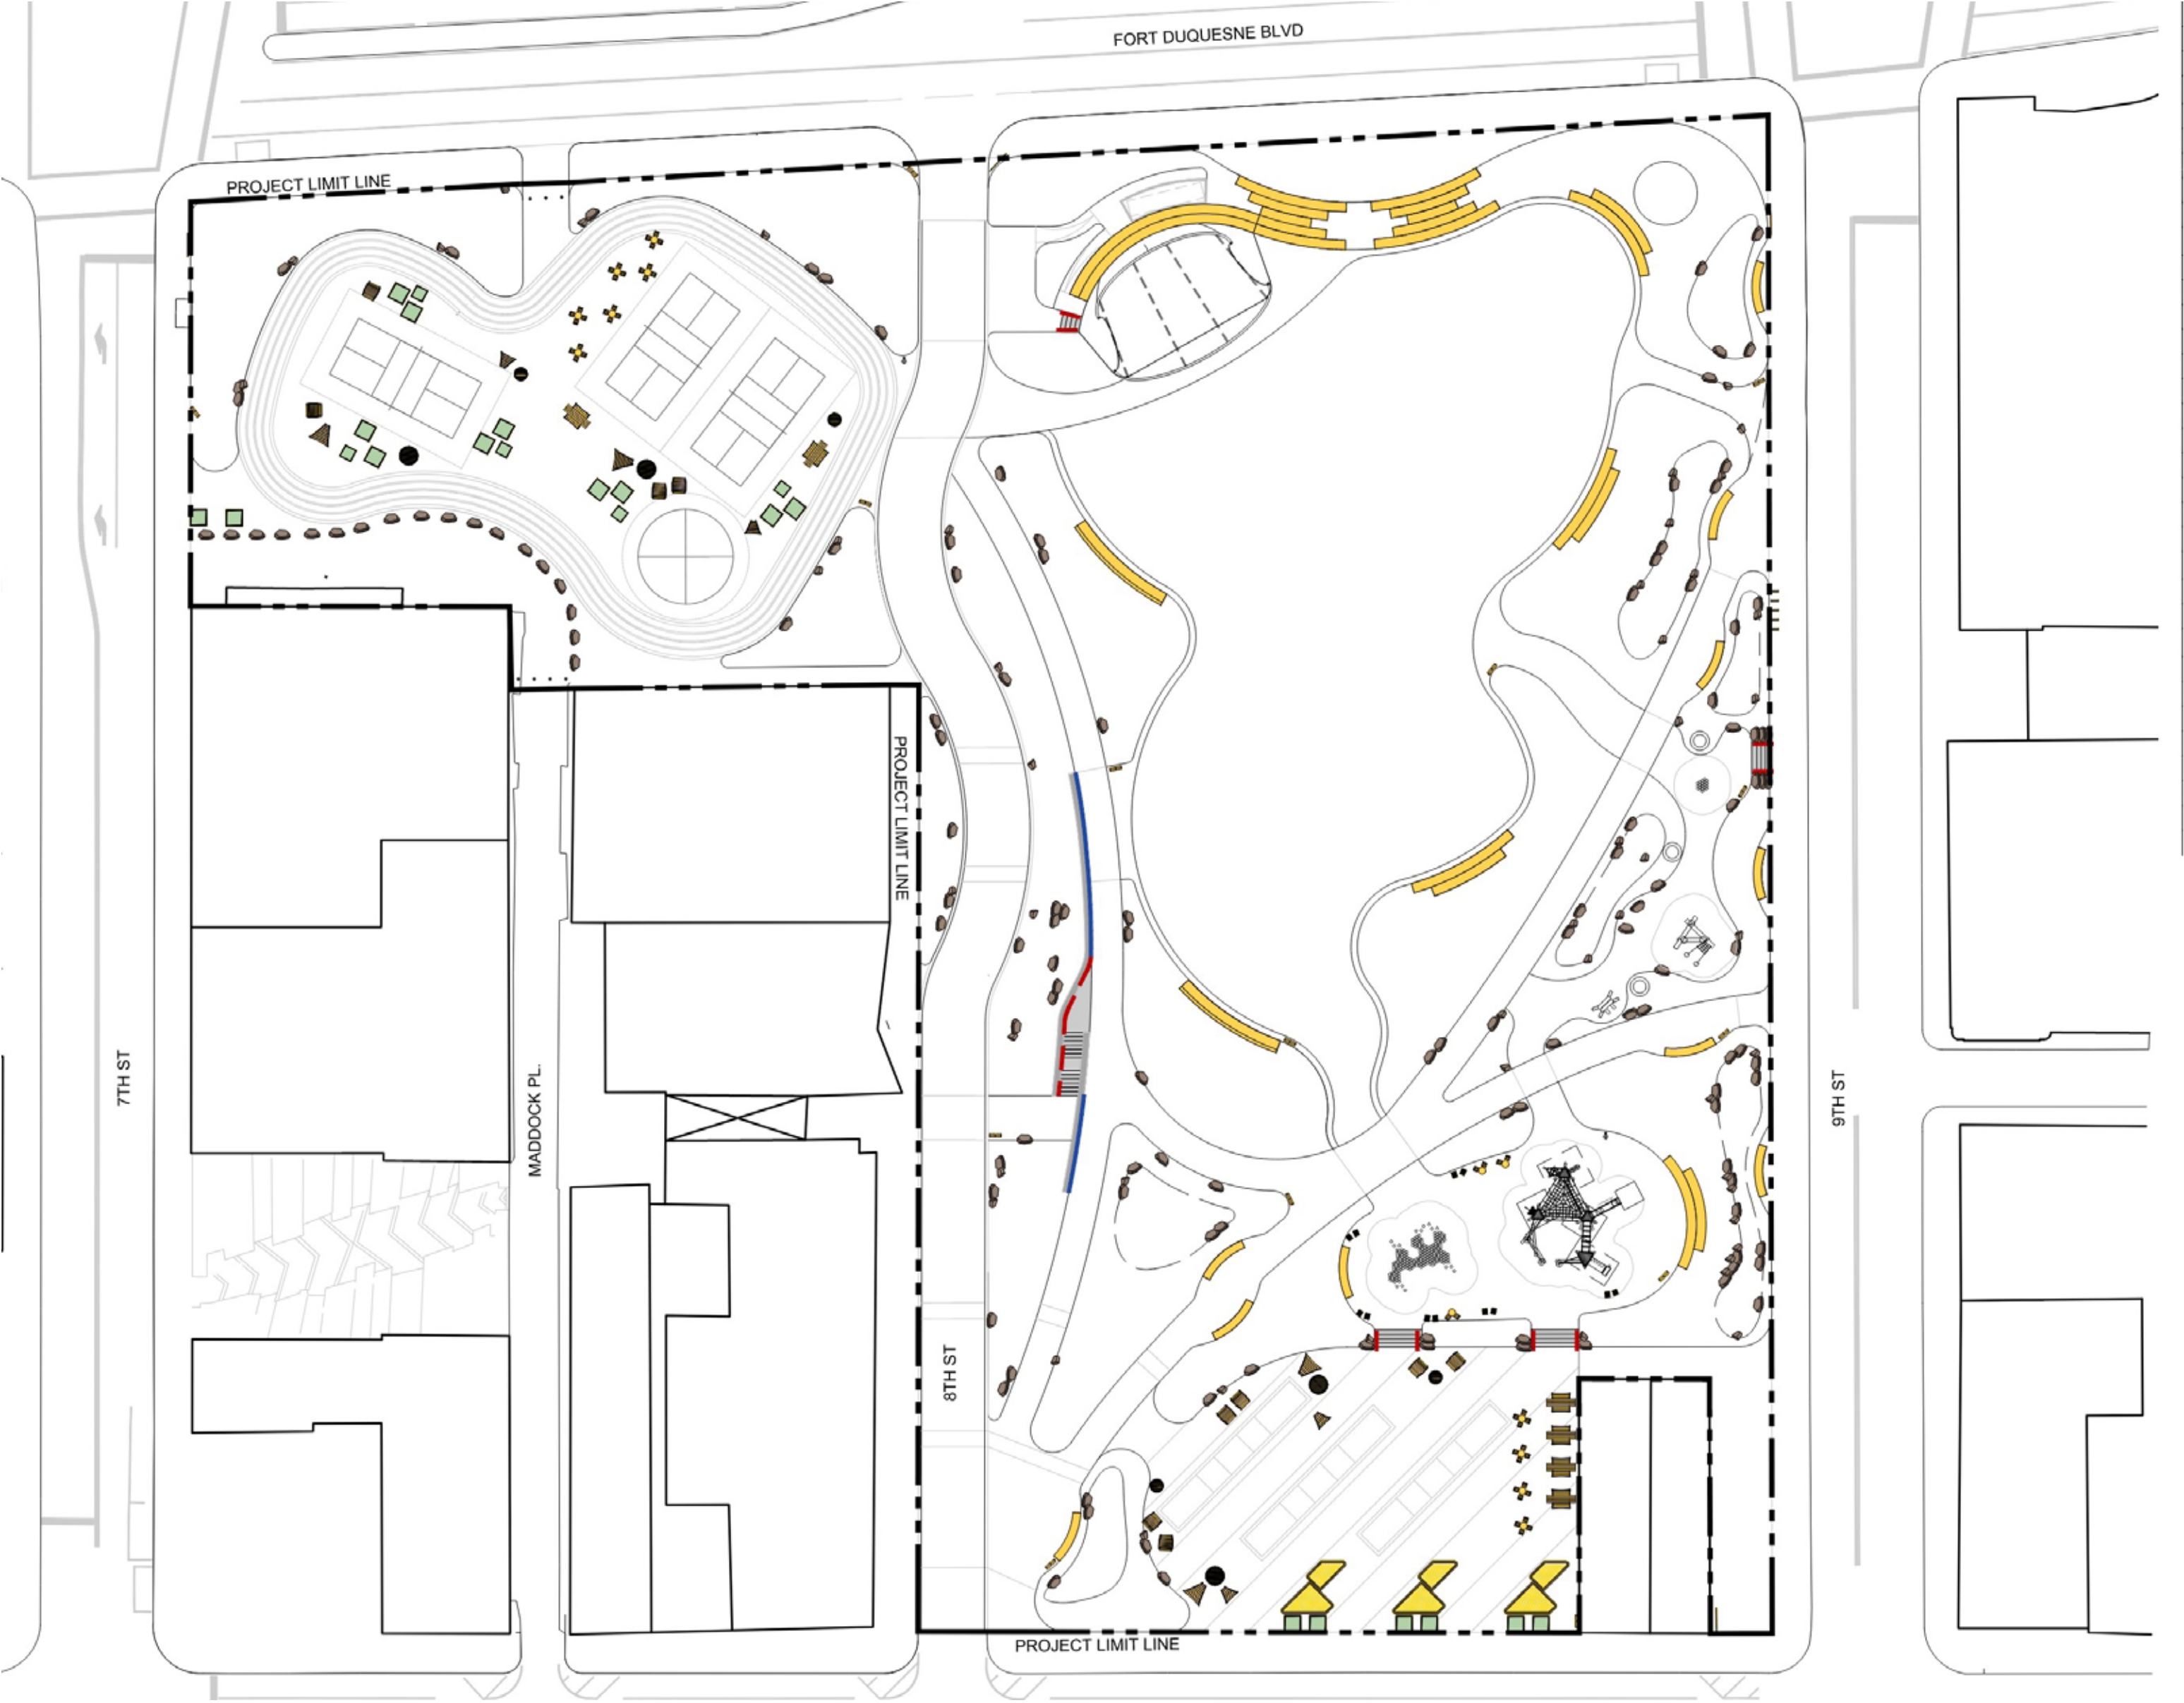 FORT DUQUESNE BLVD
PROJECT LIMIT LINE
PROJECT LIMIT LINE
7TH ST
MADDOCK PL.
8TH ST
9TH ST
PROJECT LIMIT LINE